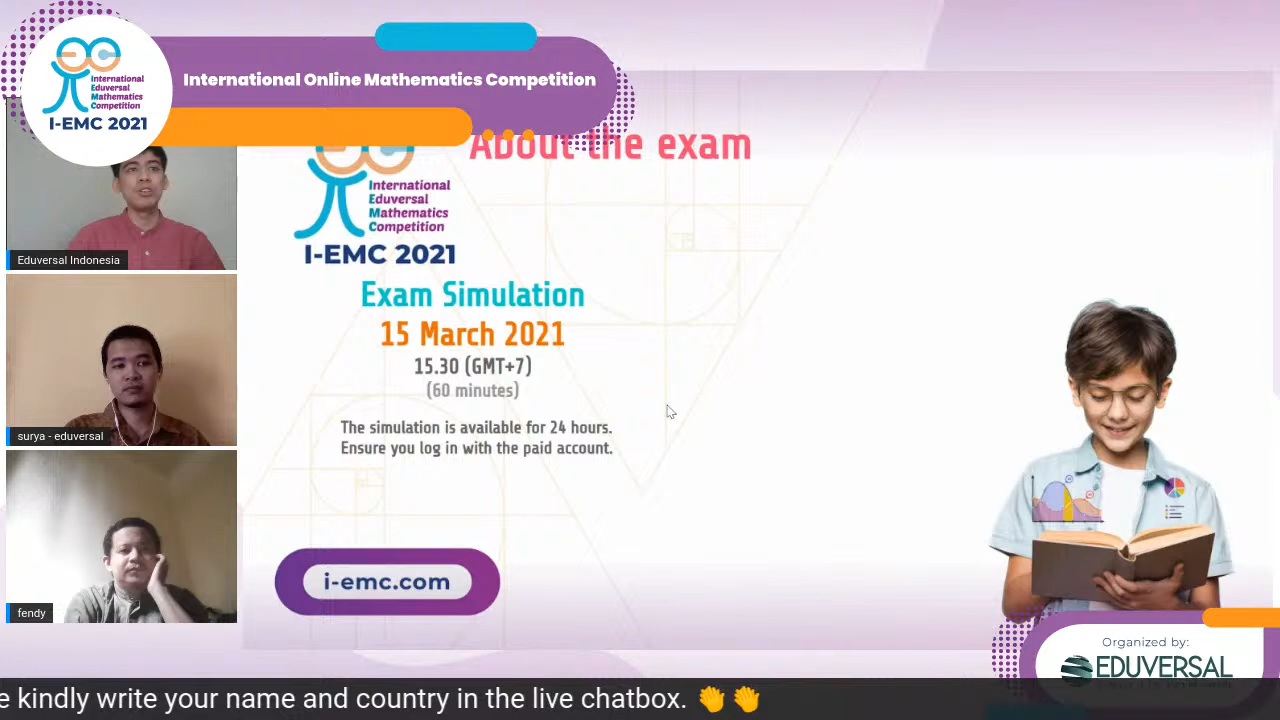 International
Eduversal
Mathematics
Competition
I-EMC 2021
International Online Mathematics Competition
About the exam
International
Eduversal
Mathematics
Competition
I-EMC 2021
Exam Simulation
15 March 2021
15.30 (GMT+7)
(60 minutes)
The simulation is available for 24 hours.
Ensure you log in with the paid account.
i-emc.com
Eduversal Indonesia
surya - eduversal
fendy
Organized by:
EDUVERSAL
kindly write your name and country in the live chatbox. 👏 👏